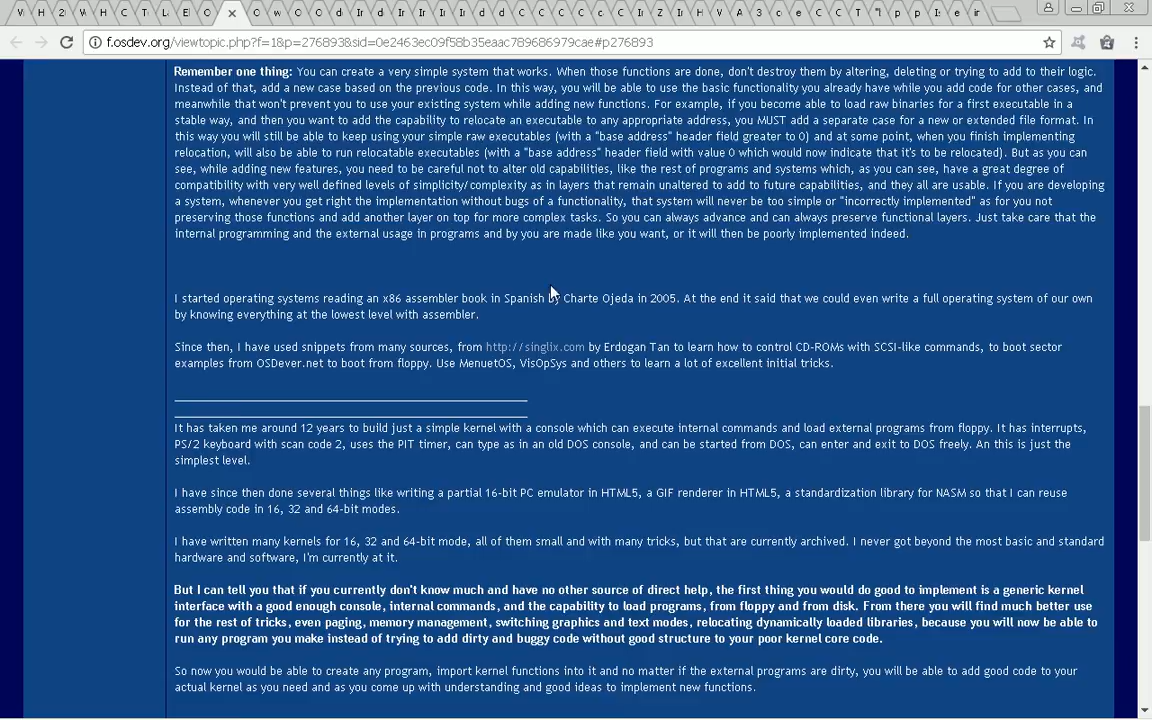 W H 2 W H C T L E O O w O O d Ir d Ir Ir Ir d d C C C c C I Z Ir H V A 3 c e C C T "l p p Is e in
f.osdev.org/viewtopic.php?f=1&p=276893&sid=0e2463ec09f58b35eaac789686979cae#p276893
Remember one thing: You can create a very simple system that works. When those functions are done, don't destroy them by altering, deleting or trying to add to their logic.
Instead of that, add a new case based on the previous code. In this way, you will be able to use the basic functionality you already have while you add code for other cases, and
meanwhile that won't prevent you to use your existing system while adding new functions. For example, if you become able to load raw binaries for a first executable in a
stable way, and then you want to add the capability to relocate an executable to any appropriate address, you MUST add a separate case for a new or extended file format. In
this way you will still be able to keep using your simple raw executables (with a "base address" header field greater to 0) and at some point, when you finish implementing
relocation, will also be able to run relocatable executables (with a "base address" header field with value 0 which would now indicate that it's to be relocated). But as you can
see, while adding new features, you need to be careful not to alter old capabilities, like the rest of programs and systems which, as you can see, have a great degree of
compatibility with very well defined levels of simplicity/complexity as in layers that remain unaltered to add to future capabilities, and they all are usable. If you are developing
a system, whenever you get right the implementation without bugs of a functionality, that system will never be too simple or "incorrectly implemented" as for you not
preserving those functions and add another layer on top for more complex tasks. So you can always advance and can always preserve functional layers. Just take care that the
internal programming and the external usage in programs and by you are made like you want, or it will then be poorly implemented indeed.
I started operating systems reading an x86 assembler book in Spanish by Charte Ojeda in 2005. At the end it said that we could even write a full operating system of our own
by knowing everything at the lowest level with assembler.
Since then, I have used snippets from many sources, from http://singlix.com by Erdogan Tan to learn how to control CD-ROMs with SCSI-like commands, to boot sector
examples from OSDever.net to boot from floppy. Use MenuetOS, VisOpSys and others to learn a lot of excellent initial tricks.
It has taken me around 12 years to build just a simple kernel with a console which can execute internal commands and load external programs from floppy. It has interrupts,
PS/2 keyboard with scan code 2, uses the PIT timer, can type as in an old DOS console, and can be started from DOS, can enter and exit to DOS freely. An this is just the
simplest level.
I have since then done several things like writing a partial 16-bit PC emulator in HTML5, a GIF renderer in HTML5, a standardization library for NASM so that I can reuse
assembly code in 16, 32 and 64-bit modes.
I have written many kernels for 16, 32 and 64-bit mode, all of them small and with many tricks, but that are currently archived. I never got beyond the most basic and standard
hardware and software, I'm currently at it.
But I can tell you that if you currently don't know much and have no other source of direct help, the first thing you would do good to implement is a generic kernel
interface with a good enough console, internal commands, and the capability to load programs, from floppy and from disk. From there you will find much better use
for the rest of tricks, even paging, memory management, switching graphics and text modes, relocating dynamically loaded libraries, because you will now be able to
run any program you make instead of trying to add dirty and buggy code without good structure to your poor kernel core code.
So now you would be able to create any program, import kernel functions into it and no matter if the external programs are dirty, you will be able to add good code to your
actual kernel as you need and as you come up with understanding and good ideas to implement new functions.